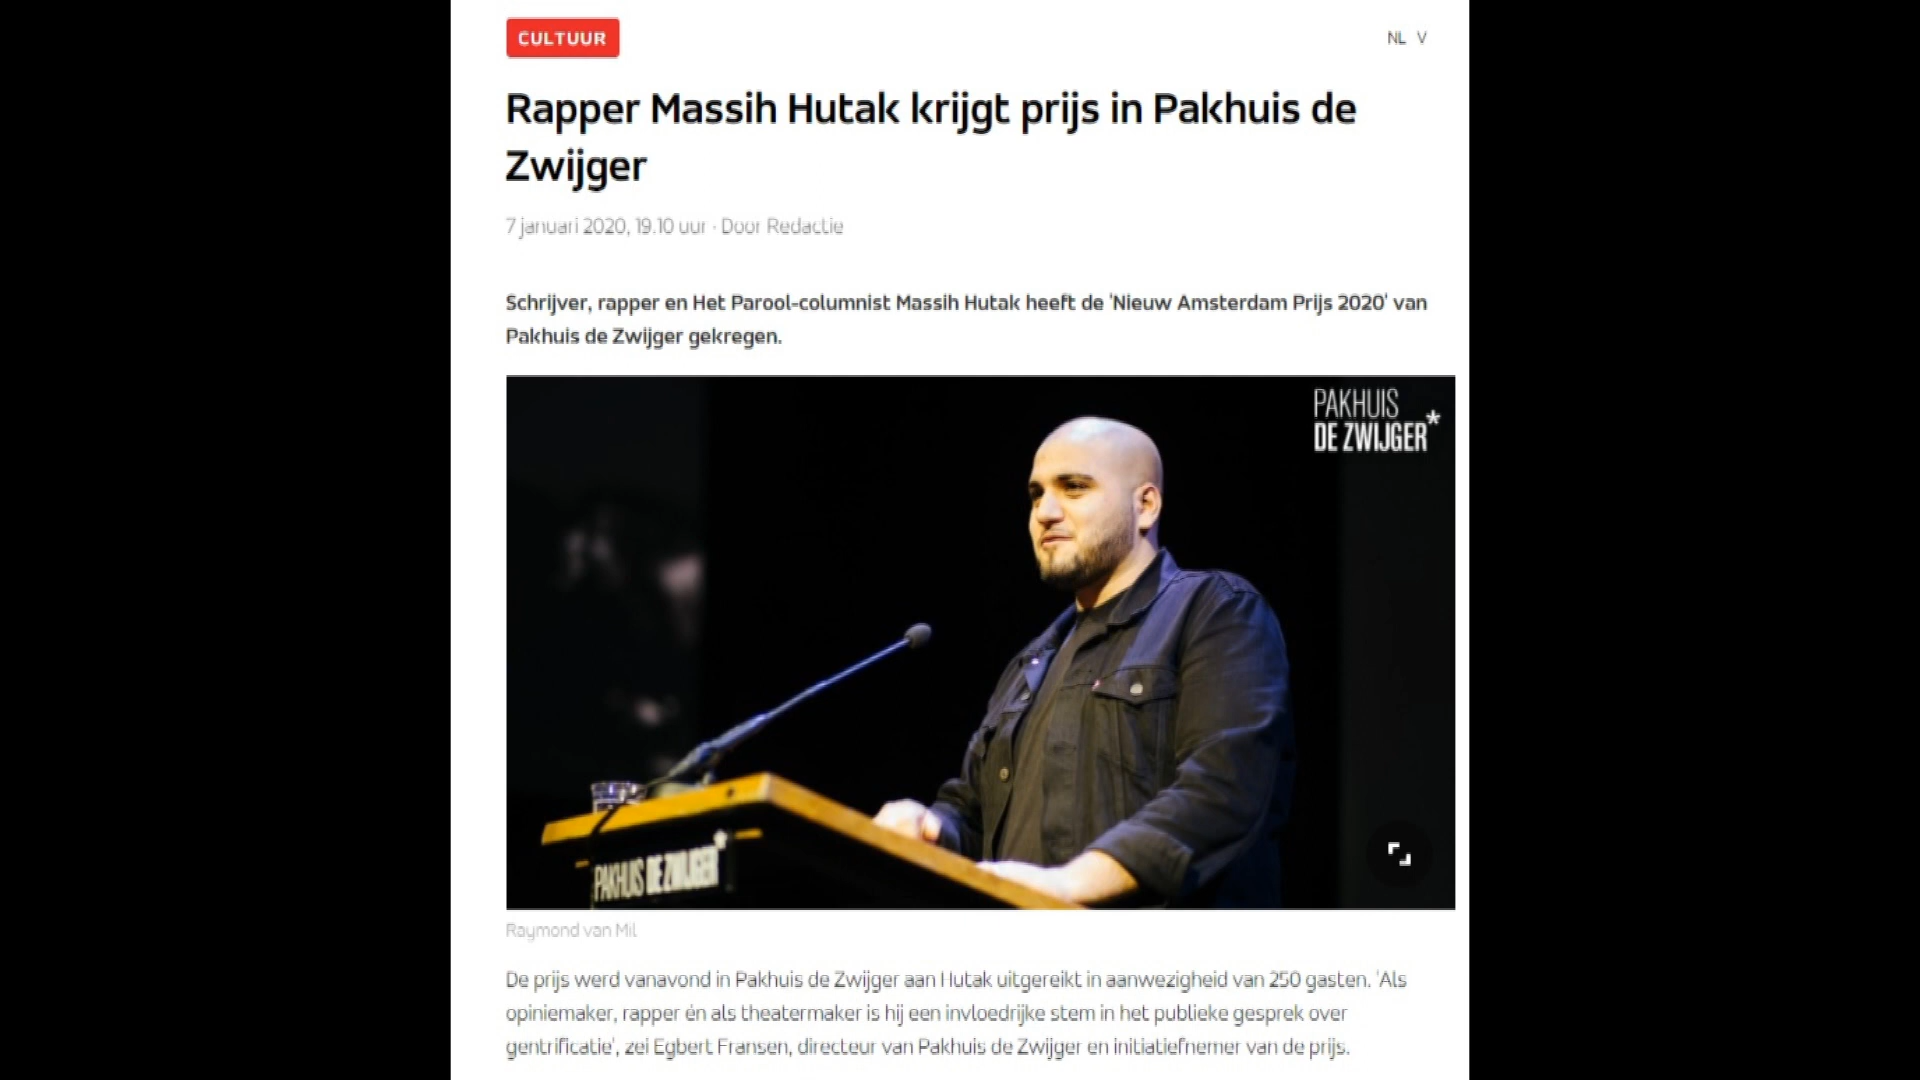 CULTUUR
NL V
Rapper Massih Hutak krijgt prijs in Pakhuis de
Zwijger
7 januari 2020, 19.10 uur · Door Redactie
Schrijver, rapper en Het Parool-columnist Massih Hutak heeft de 'Nieuw Amsterdam Prijs 2020' van
Pakhuis de Zwijger gekregen.
PAKHUIS
DE ZWIJGER*
PAKHUIS DE ZWIJGER*
Raymond van Mil
De prijs werd vanavond in Pakhuis de Zwijger aan Hutak uitgereikt in aanwezigheid van 250 gasten. 'Als
opiniemaker, rapper én als theatermaker is hij een invloedrijke stem in het publieke gesprek over
gentrificatie', zei Egbert Fransen, directeur van Pakhuis de Zwijger en initiatiefnemer van de prijs.